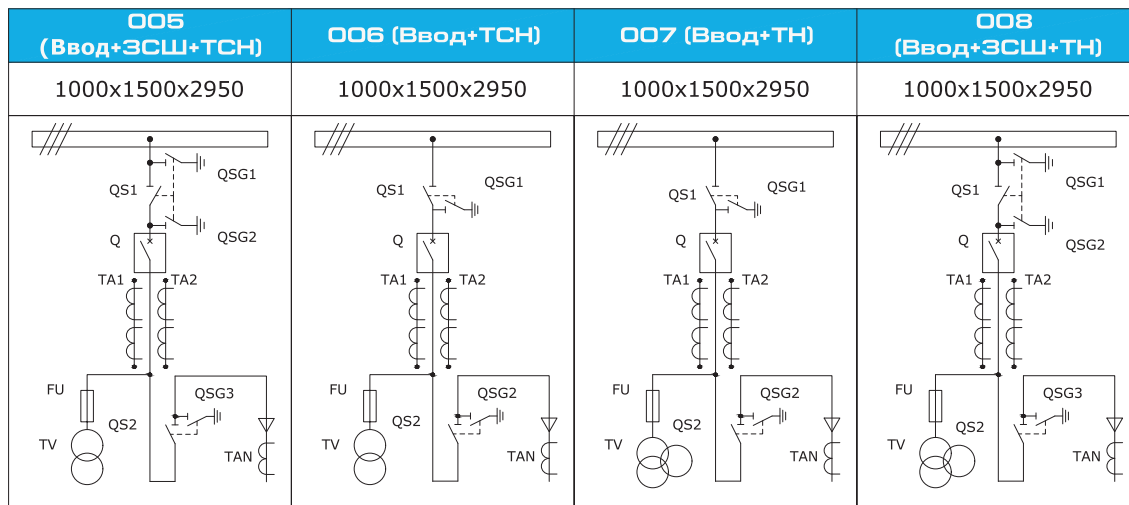 005
(Ввод+ЗСШ+ТСН)
006 (Ввод+ТСН)
007 (Ввод+ТН)
008
(Ввод+ЗСШ+ТН)
1000x1500x2950
1000x1500x2950
1000x1500x2950
1000x1500x2950
QSG1
QS1
QSG2
Q
TA1
TA2
FU
QSG3
QS2
TV
TAN
QSG1
QS1
Q
TA1
TA2
FU
QSG2
QS2
TV
TAN
QSG1
QS1
Q
TA1
TA2
FU
QSG2
QS2
TV
TAN
QSG1
QS1
QSG2
Q
TA1
TA2
FU
QSG3
QS2
TV
TAN